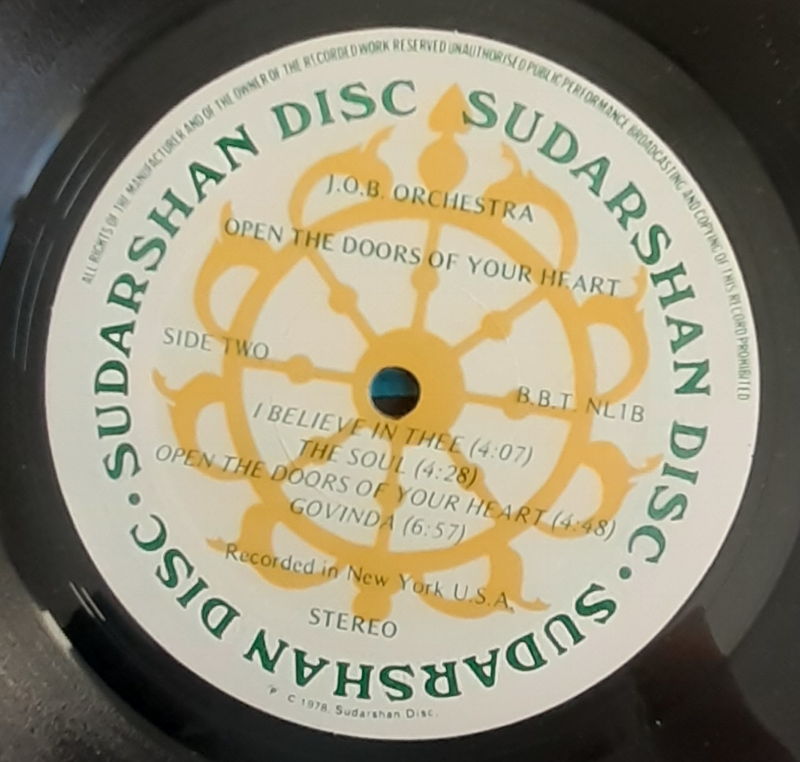 ALL RIGHTS OF THE MANUFACTURER AND OF THE OWNER OF THE RECORDED WORK RESERVED UNAUTHORISED PUBLIC PERFORMANCE BROADCASTING AND COPYING OF THIS RECORD PROHIBITED
SUDARSHAN DISC · SUDARSHAN DISC · SUDARSHAN DISC
J.O.B. ORCHESTRA
OPEN THE DOORS OF YOUR HEART
SIDE TWO
B.B.T. NL1B
I BELIEVE IN THEE (4:07)
THE SOUL (4:28)
OPEN THE DOORS OF YOUR HEART (4:48)
GOVINDA (6:57)
Recorded in New York U.S.A.
STEREO
P C 1978. Sudarshan Disc.